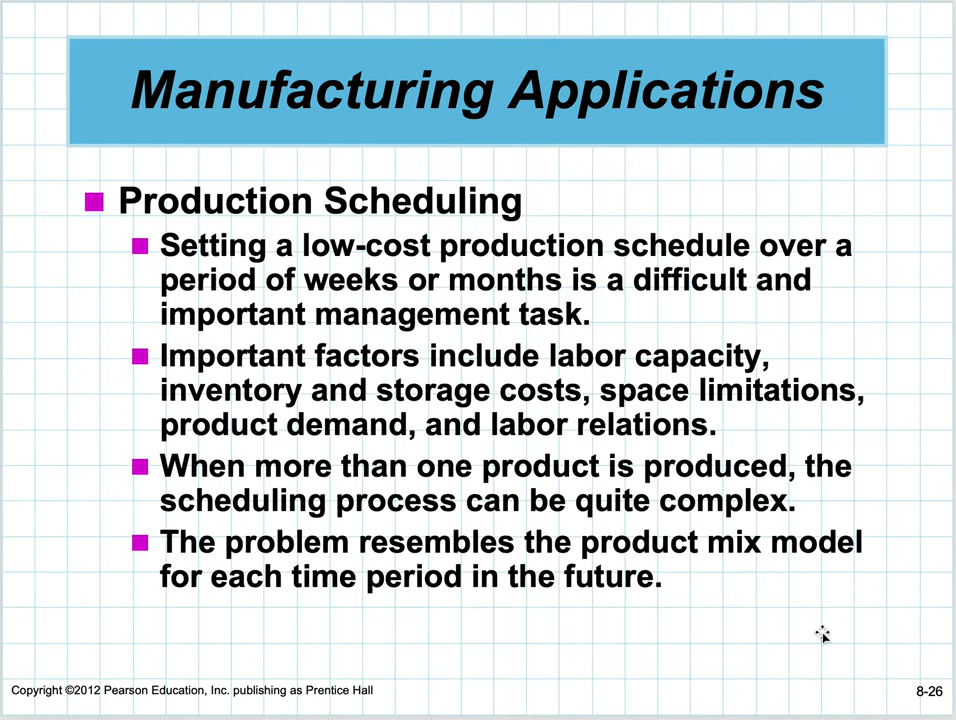 Manufacturing Applications
Production Scheduling
Setting a low-cost production schedule over a
period of weeks or months is a difficult and
important management task.
Important factors include labor capacity,
inventory and storage costs, space limitations,
product demand, and labor relations.
When more than one product is produced, the
scheduling process can be quite complex.
The problem resembles the product mix model
for each time period in the future.
Copyright ©2012 Pearson Education, Inc. publishing as Prentice Hall
8-26